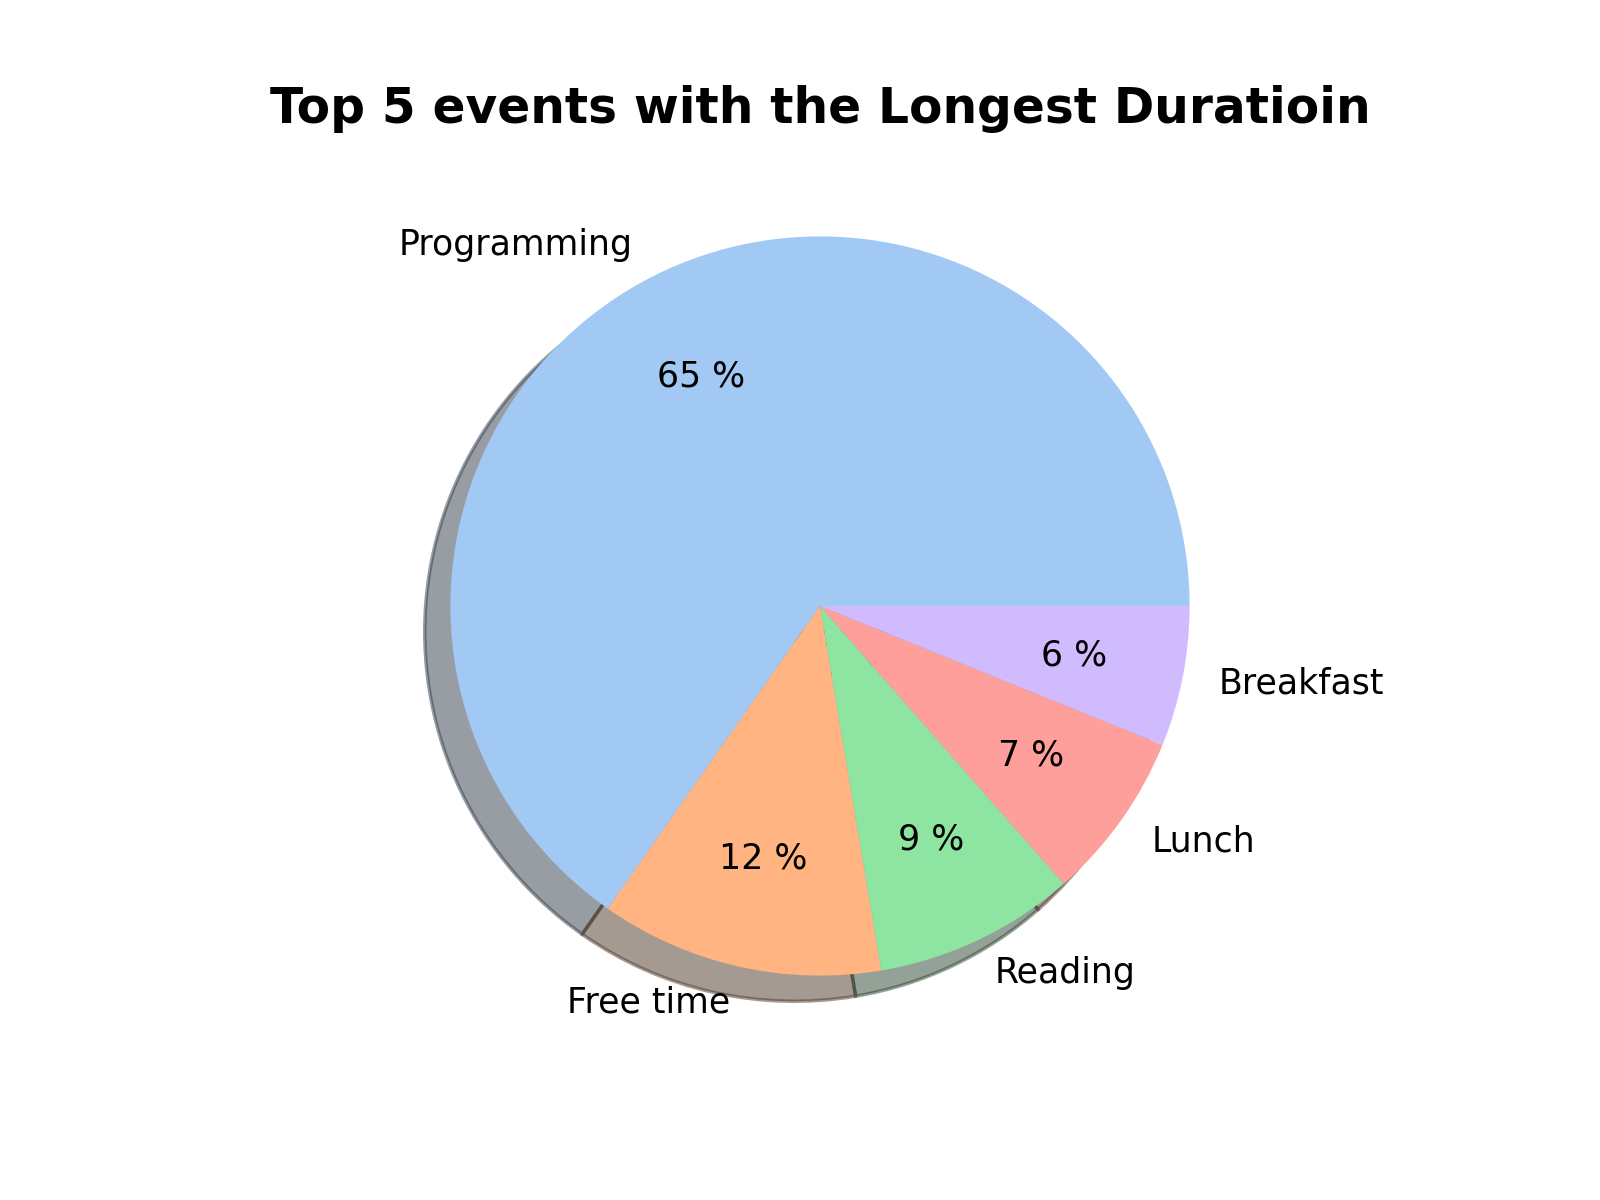 Top 5 events with the Longest Duratioin
Programming
65 %
6 %
Breakfast
7 %
Lunch
9 %
12 %
Reading
Free time